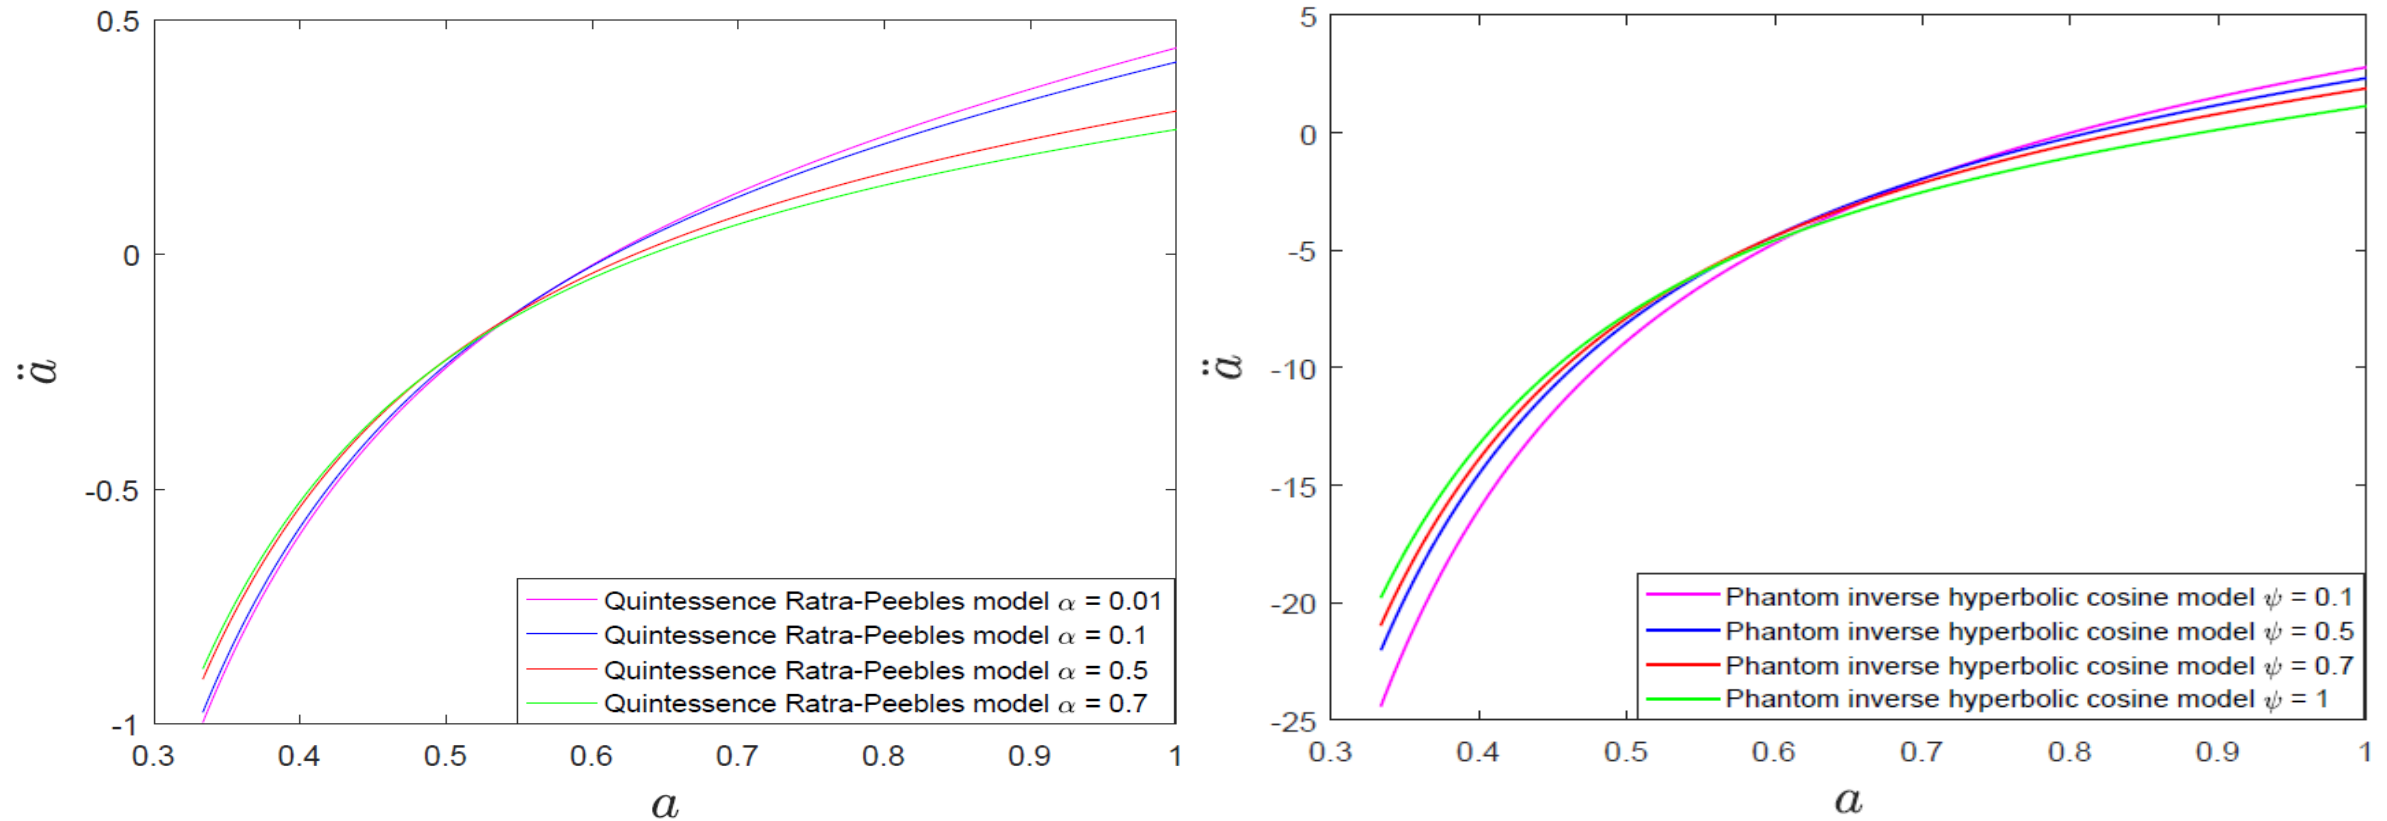 0.5
0
-0.5
-1
ä
0.3 0.4 0.5 0.6 0.7 0.8 0.9 1
a
Quintessence Ratra-Peebles model α = 0.01
Quintessence Ratra-Peebles model α = 0.1
Quintessence Ratra-Peebles model α = 0.5
Quintessence Ratra-Peebles model α = 0.7
5
0
-5
-10
-15
-20
-25
ä
0.3 0.4 0.5 0.6 0.7 0.8 0.9 1
a
Phantom inverse hyperbolic cosine model ψ = 0.1
Phantom inverse hyperbolic cosine model ψ = 0.5
Phantom inverse hyperbolic cosine model ψ = 0.7
Phantom inverse hyperbolic cosine model ψ = 1